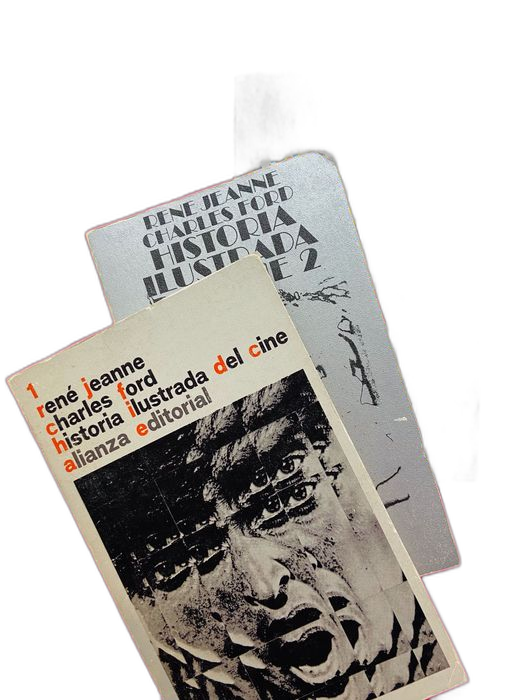 RENE JEANNE
CHARLES FORD
HISTORIA
ILUSTRADA
E 2
1
rené jeanne
charles ford
historia ilustrada del cine
alianza editorial